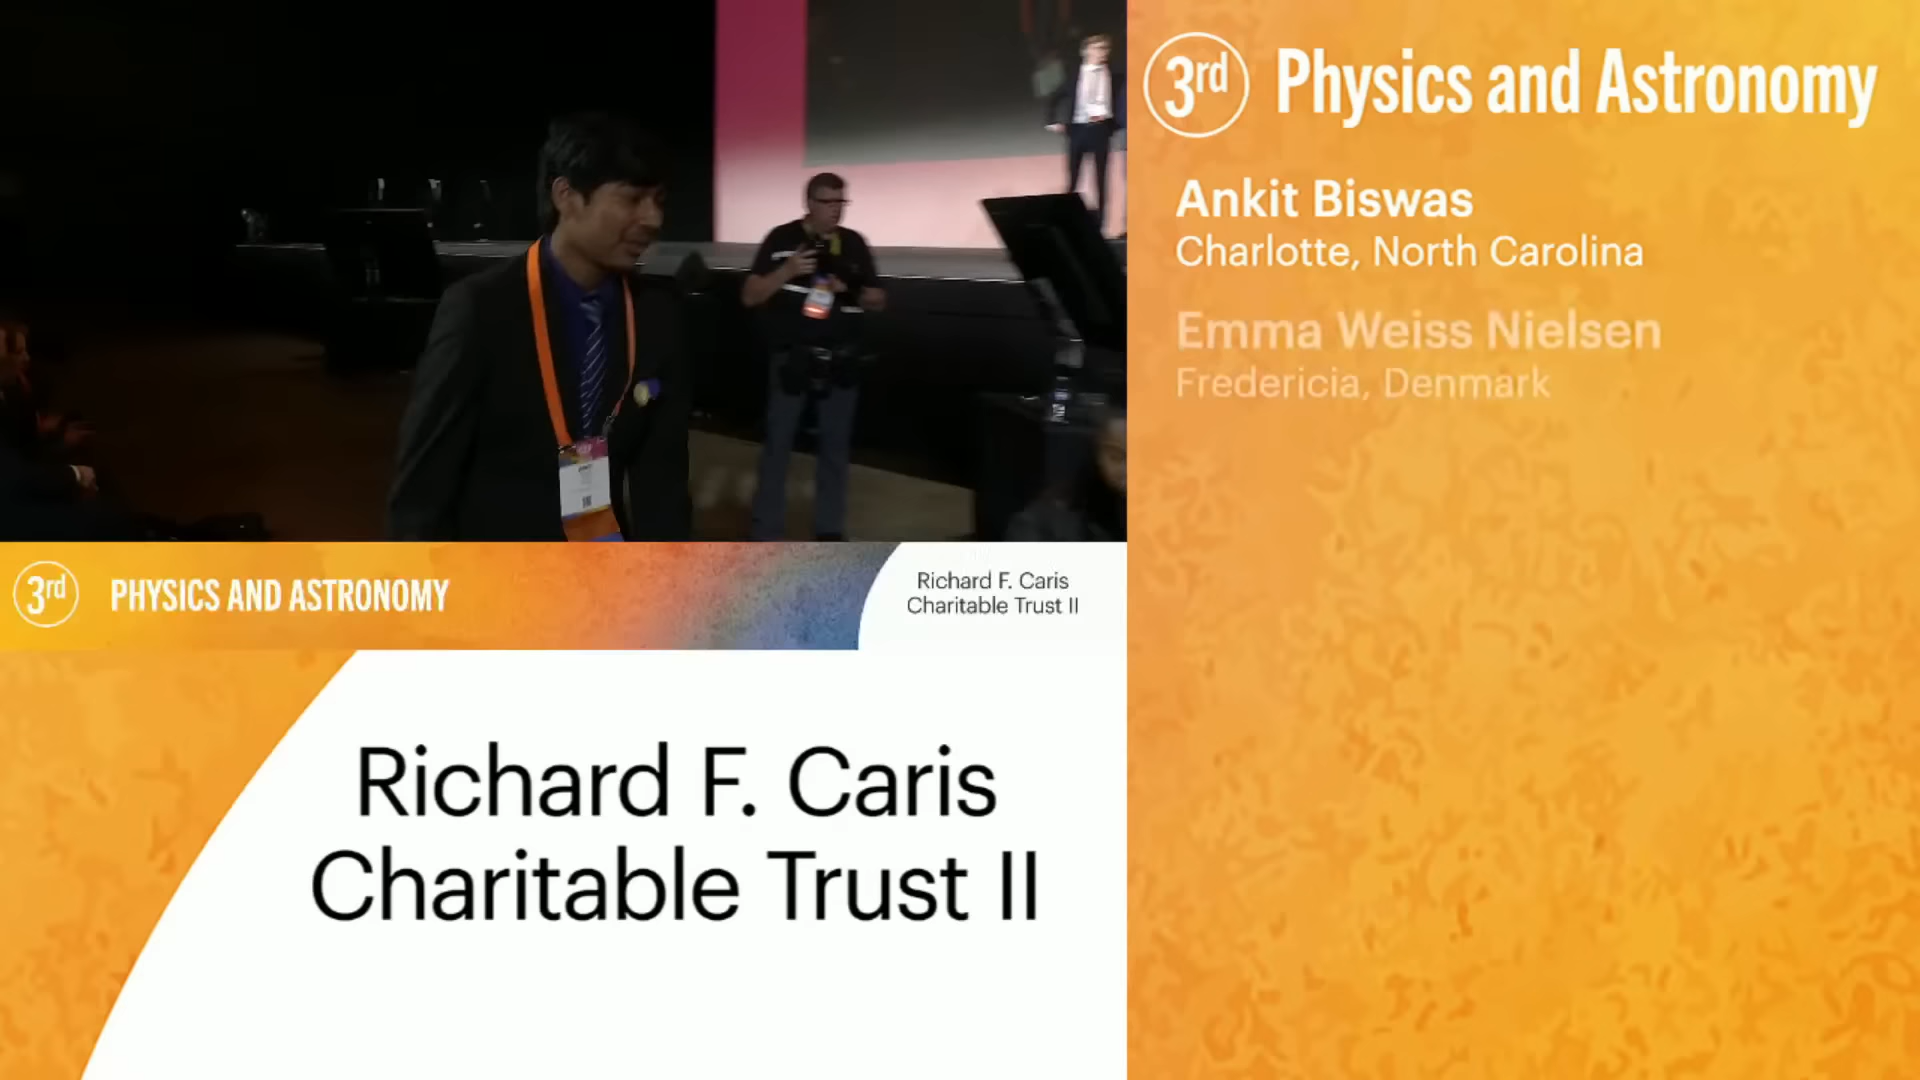 3rd Physics and Astronomy
Ankit Biswas
Charlotte, North Carolina
Emma Weiss Nielsen
Fredericia, Denmark
3rd PHYSICS AND ASTRONOMY
Richard F. Caris
Charitable Trust II
Richard F. Caris
Charitable Trust II